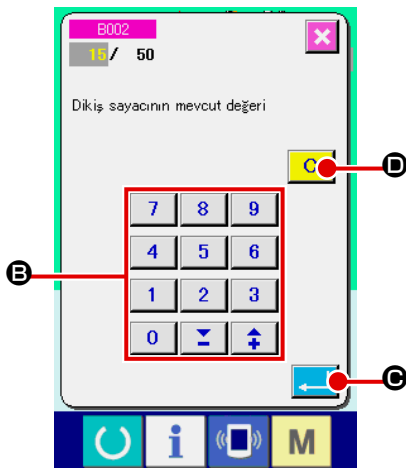 B002
15/ 50
Dikiş sayacının mevcut değeri
C
D
7 8 9
4 5 6
B
1 2 3
0
C
i
M